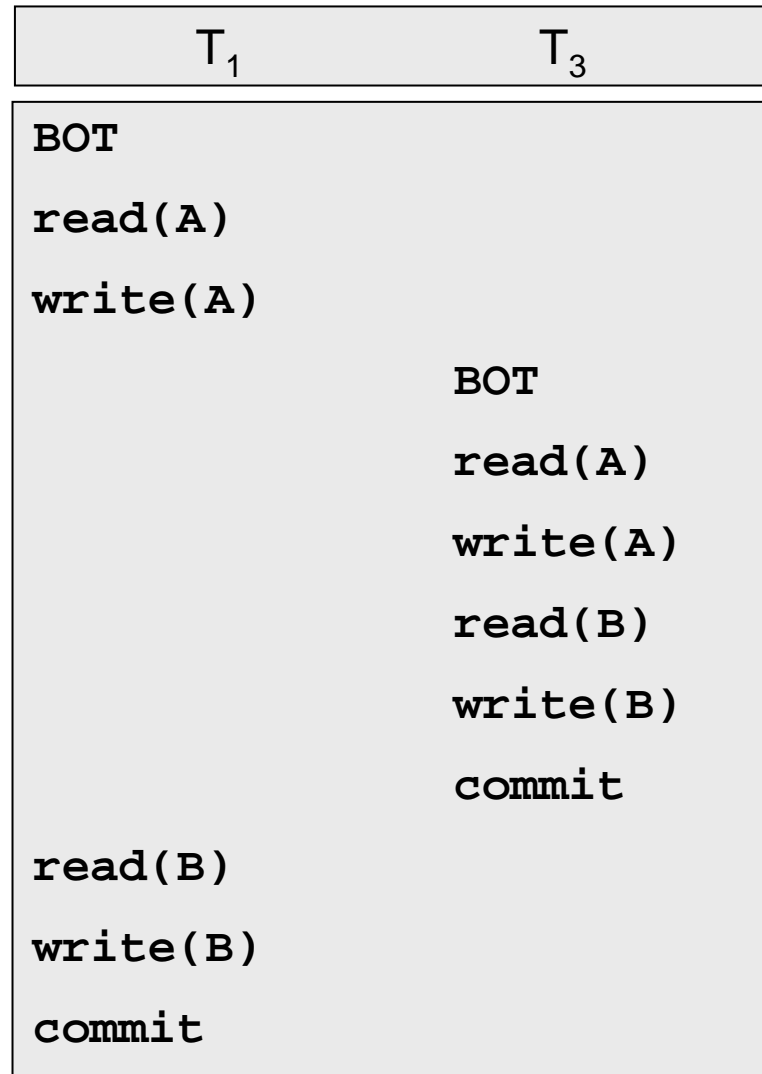 T₁ T₃
BOT
read(A)
write(A)
BOT
read(A)
write(A)
read(B)
write(B)
commit
read(B)
write(B)
commit